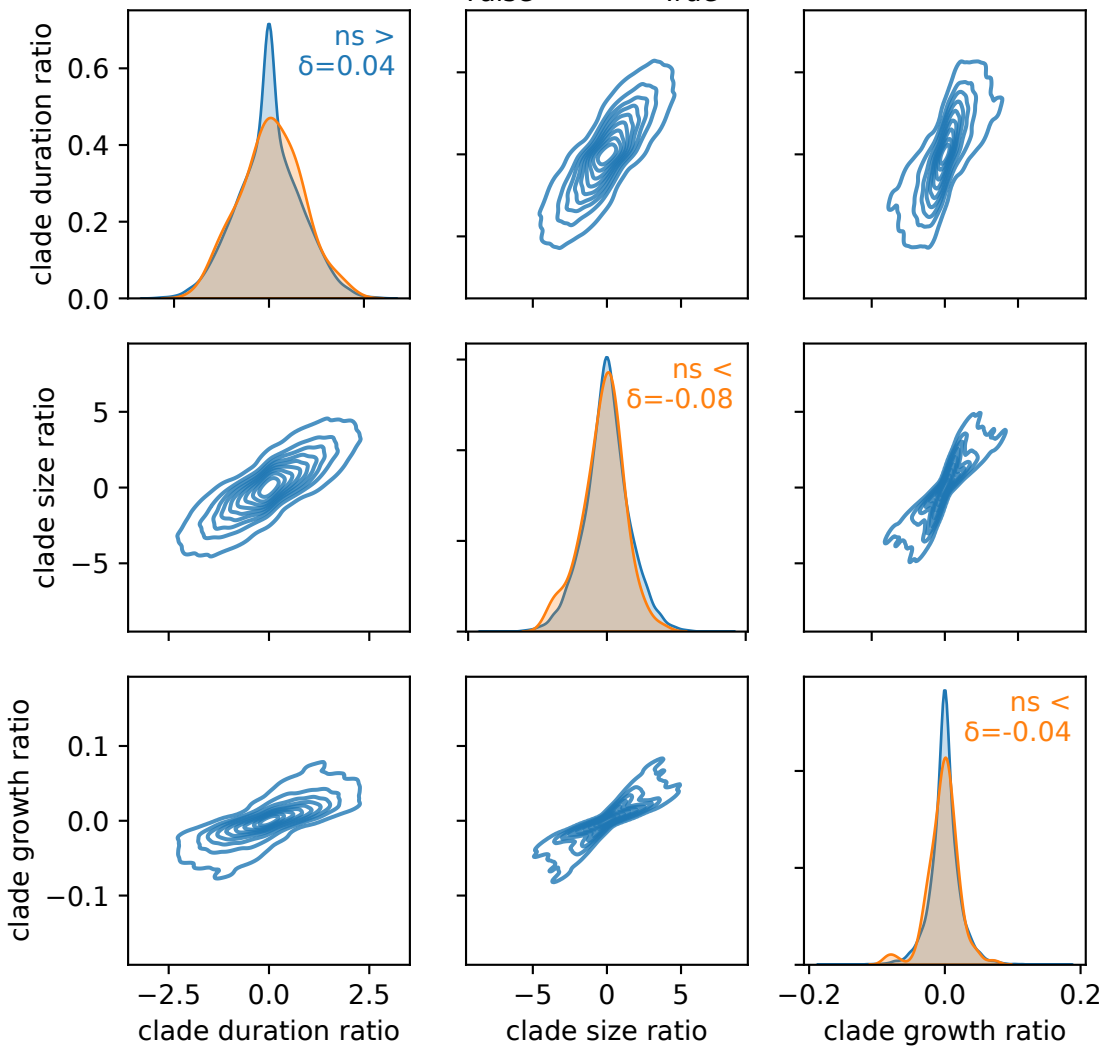 clade duration ratio
0.6
0.4
0.2
0.0
ns >
δ=0.04
clade size ratio
5
0
−5
ns <
δ=-0.08
clade growth ratio
0.1
0.0
−0.1
ns <
δ=-0.04
−2.5
0.0
2.5
−5
0
5
−0.2
0.0
0.2
clade duration ratio
clade size ratio
clade growth ratio